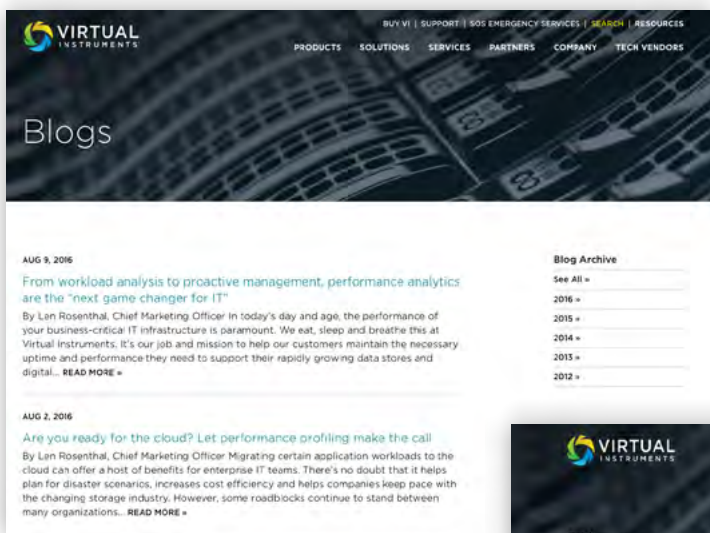 VIRTUAL
INSTRUMENTS
BUY VI | SUPPORT | SOS EMERGENCY SERVICES | SEARCH | RESOURCES
PRODUCTS SOLUTIONS SERVICES PARTNERS COMPANY TECH VENDORS
Blogs
AUG 9, 2016
From workload analysis to proactive management, performance analytics
are the "next game changer for IT"
By Len Rosenthal, Chief Marketing Officer In today's day and age, the performance of
your business-critical IT infrastructure is paramount. We eat, sleep and breathe this at
Virtual Instruments. It's our job and mission to help our customers maintain the necessary
uptime and performance they need to support their rapidly growing data stores and
digital... READ MORE »
AUG 2, 2016
Are you ready for the cloud? Let performance profiling make the call
By Len Rosenthal, Chief Marketing Officer Migrating certain application workloads to the
cloud can offer a host of benefits for enterprise IT teams. There's no doubt that it helps
plan for disaster scenarios, increases cost efficiency and helps companies keep pace with
the changing storage industry. However, some roadblocks continue to stand between
many organizations... READ MORE »
Blog Archive
See All »
2016 »
2015 »
2014 »
2013 »
2012 »
VIRTUAL
INSTRUMENTS